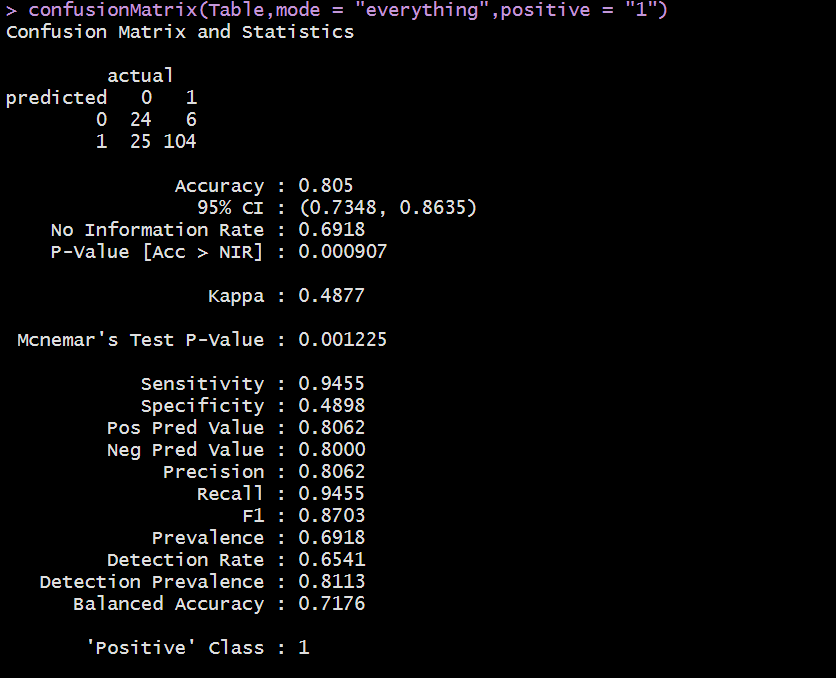 > confusionMatrix(Table,mode = "everything",positive = "1")
Confusion Matrix and Statistics
actual
predicted 0 1
0 24 6
1 25 104
Accuracy : 0.805
95% CI : (0.7348, 0.8635)
No Information Rate : 0.6918
P-Value [Acc > NIR] : 0.000907
Kappa : 0.4877
Mcnemar's Test P-Value : 0.001225
Sensitivity : 0.9455
Specificity : 0.4898
Pos Pred Value : 0.8062
Neg Pred Value : 0.8000
Precision : 0.8062
Recall : 0.9455
F1 : 0.8703
Prevalence : 0.6918
Detection Rate : 0.6541
Detection Prevalence : 0.8113
Balanced Accuracy : 0.7176
'Positive' Class : 1